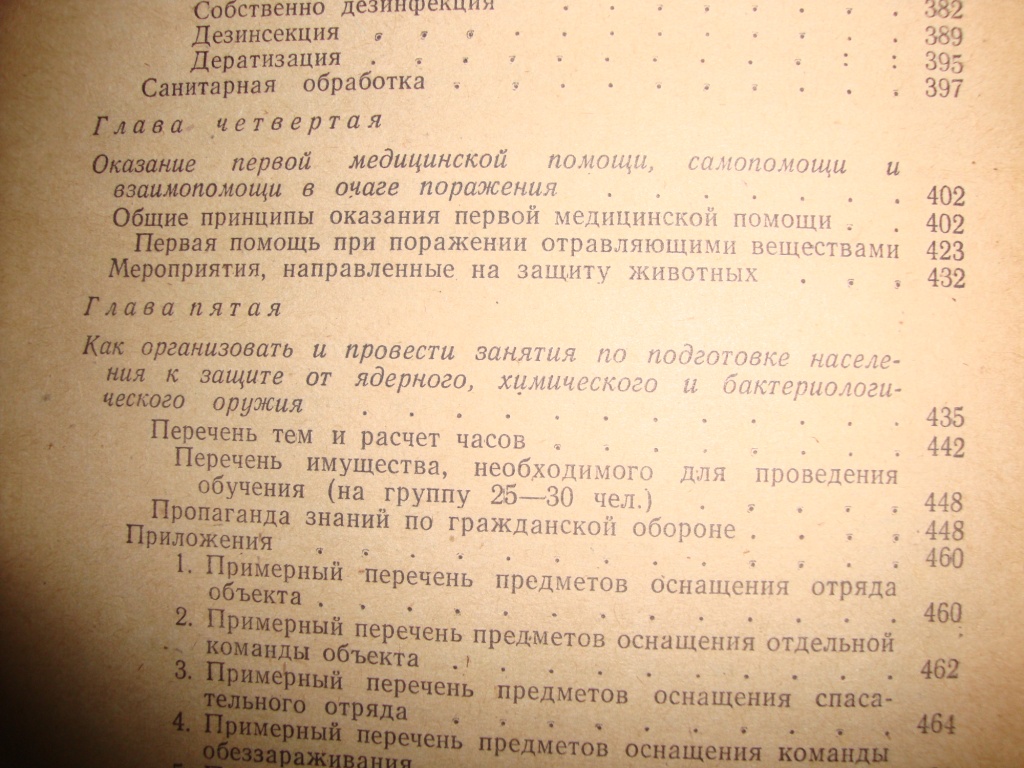 Собственно дезинфекция . . . . . . . . 382
Дезинсекция . . . . . . . . . . . . 389
Дератизация . . . . . . . . . . : : 395
Санитарная обработка . . . . . . . . . . 397
Глава четвертая
Оказание первой медицинской помощи, самопомощи и
взаимопомощи в очаге поражения . . . . . . . 402
Общие принципы оказания первой медицинской помощи . . 402
Первая помощь при поражении отравляющими веществами 423
Мероприятия, направленные на защиту животных . . . . 432
Глава пятая
Как организовать и провести занятия по подготовке населе-
ния к защите от ядерного, химического и бактериологи-
ческого оружия . . . . . . . . . . . . 435
Перечень тем и расчет часов . . . . . . . . 442
Перечень имущества, необходимого для проведения
обучения (на группу 25—30 чел.) . . . . . 448
Пропаганда знаний по гражданской обороне . . . . 448
Приложения . . . . . . . . . . . . . 460
1. Примерный перечень предметов оснащения отряда
объекта . . . . . . . . . . . . . 460
2. Примерный перечень предметов оснащения отдельной
команды объекта . . . . . . . . . . 462
3. Примерный перечень предметов оснащения спаса-
тельного отряда . . . . . . . . . . 464
4. Примерный перечень предметов оснащения команды
обеззараживания